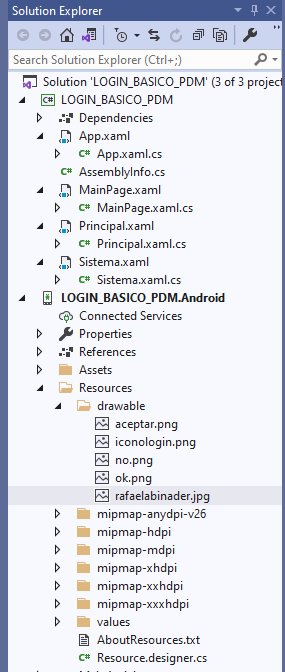 Solution Explorer
Search Solution Explorer (Ctrl+;)
Solution 'LOGIN_BASICO_PDM' (3 of 3 project
C# LOGIN_BASICO_PDM
Dependencies
App.xaml
C# App.xaml.cs
C# AssemblyInfo.cs
MainPage.xaml
C# MainPage.xaml.cs
Principal.xaml
C# Principal.xaml.cs
Sistema.xaml
C# Sistema.xaml.cs
LOGIN_BASICO_PDM.Android
Connected Services
Properties
References
Assets
Resources
drawable
aceptar.png
iconologin.png
no.png
ok.png
rafaelabinader.jpg
mipmap-anydpi-v26
mipmap-hdpi
mipmap-mdpi
mipmap-xhdpi
mipmap-xxhdpi
mipmap-xxxhdpi
values
AboutResources.txt
C# Resource.designer.cs